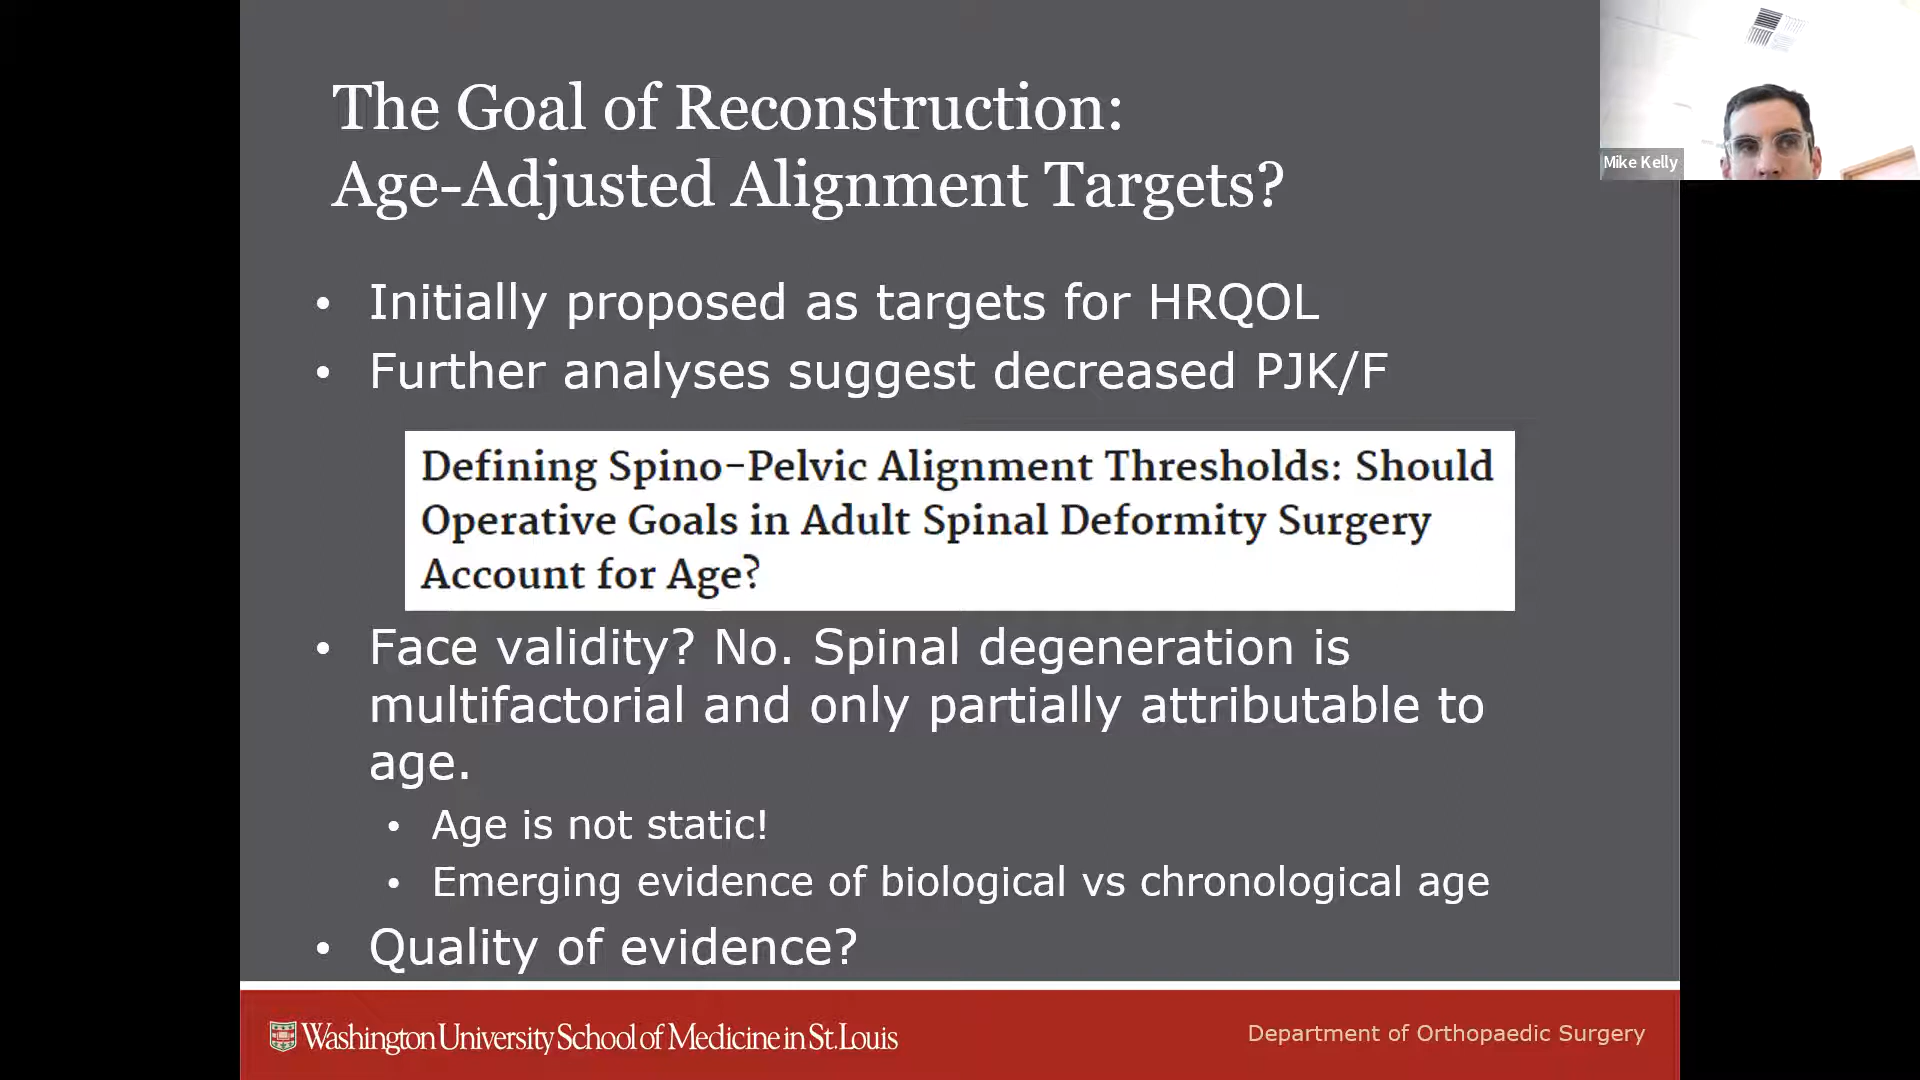 The Goal of Reconstruction:
Age-Adjusted Alignment Targets?
Mike Kelly
• Initially proposed as targets for HRQOL
• Further analyses suggest decreased PJK/F
Defining Spino-Pelvic Alignment Thresholds: Should
Operative Goals in Adult Spinal Deformity Surgery
Account for Age?
• Face validity? No. Spinal degeneration is
multifactorial and only partially attributable to
age.
• Age is not static!
• Emerging evidence of biological vs chronological age
• Quality of evidence?
Washington University School of Medicine in St. Louis
Department of Orthopaedic Surgery